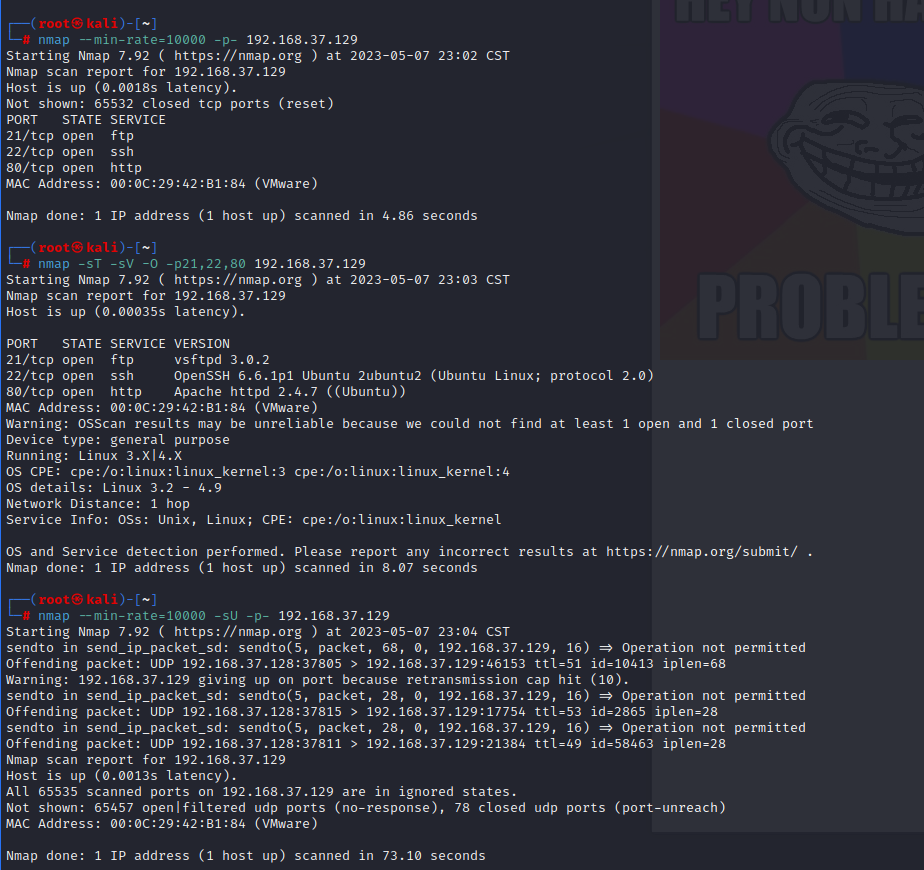 HEY NON HA
┌──(root㉿kali)-[~]
└─# nmap --min-rate=10000 -p- 192.168.37.129
Starting Nmap 7.92 ( https://nmap.org ) at 2023-05-07 23:02 CST
Nmap scan report for 192.168.37.129
Host is up (0.0018s latency).
Not shown: 65532 closed tcp ports (reset)
PORT   STATE SERVICE
21/tcp open  ftp
22/tcp open  ssh
80/tcp open  http
MAC Address: 00:0C:29:42:B1:84 (VMware)
Nmap done: 1 IP address (1 host up) scanned in 4.86 seconds
┌──(root㉿kali)-[~]
└─# nmap -sT -sV -O -p21,22,80 192.168.37.129
Starting Nmap 7.92 ( https://nmap.org ) at 2023-05-07 23:03 CST
Nmap scan report for 192.168.37.129
Host is up (0.00035s latency).
PROBLE
PORT   STATE SERVICE VERSION
21/tcp open  ftp     vsftpd 3.0.2
22/tcp open  ssh     OpenSSH 6.6.1p1 Ubuntu 2ubuntu2 (Ubuntu Linux; protocol 2.0)
80/tcp open  http    Apache httpd 2.4.7 ((Ubuntu))
MAC Address: 00:0C:29:42:B1:84 (VMware)
Warning: OSScan results may be unreliable because we could not find at least 1 open and 1 closed port
Device type: general purpose
Running: Linux 3.X|4.X
OS CPE: cpe:/o:linux:linux_kernel:3 cpe:/o:linux:linux_kernel:4
OS details: Linux 3.2 - 4.9
Network Distance: 1 hop
Service Info: OSs: Unix, Linux; CPE: cpe:/o:linux:linux_kernel
OS and Service detection performed. Please report any incorrect results at https://nmap.org/submit/ .
Nmap done: 1 IP address (1 host up) scanned in 8.07 seconds
┌──(root㉿kali)-[~]
└─# nmap --min-rate=10000 -sU -p- 192.168.37.129
Starting Nmap 7.92 ( https://nmap.org ) at 2023-05-07 23:04 CST
sendto in send_ip_packet_sd: sendto(5, packet, 68, 0, 192.168.37.129, 16) => Operation not permitted
Offending packet: UDP 192.168.37.128:37805 > 192.168.37.129:46153 ttl=51 id=10413 iplen=68
Warning: 192.168.37.129 giving up on port because retransmission cap hit (10).
sendto in send_ip_packet_sd: sendto(5, packet, 28, 0, 192.168.37.129, 16) => Operation not permitted
Offending packet: UDP 192.168.37.128:37815 > 192.168.37.129:17754 ttl=53 id=2865 iplen=28
sendto in send_ip_packet_sd: sendto(5, packet, 28, 0, 192.168.37.129, 16) => Operation not permitted
Offending packet: UDP 192.168.37.128:37811 > 192.168.37.129:21384 ttl=49 id=58463 iplen=28
Nmap scan report for 192.168.37.129
Host is up (0.0013s latency).
All 65535 scanned ports on 192.168.37.129 are in ignored states.
Not shown: 65457 open|filtered udp ports (no-response), 78 closed udp ports (port-unreach)
MAC Address: 00:0C:29:42:B1:84 (VMware)
Nmap done: 1 IP address (1 host up) scanned in 73.10 seconds